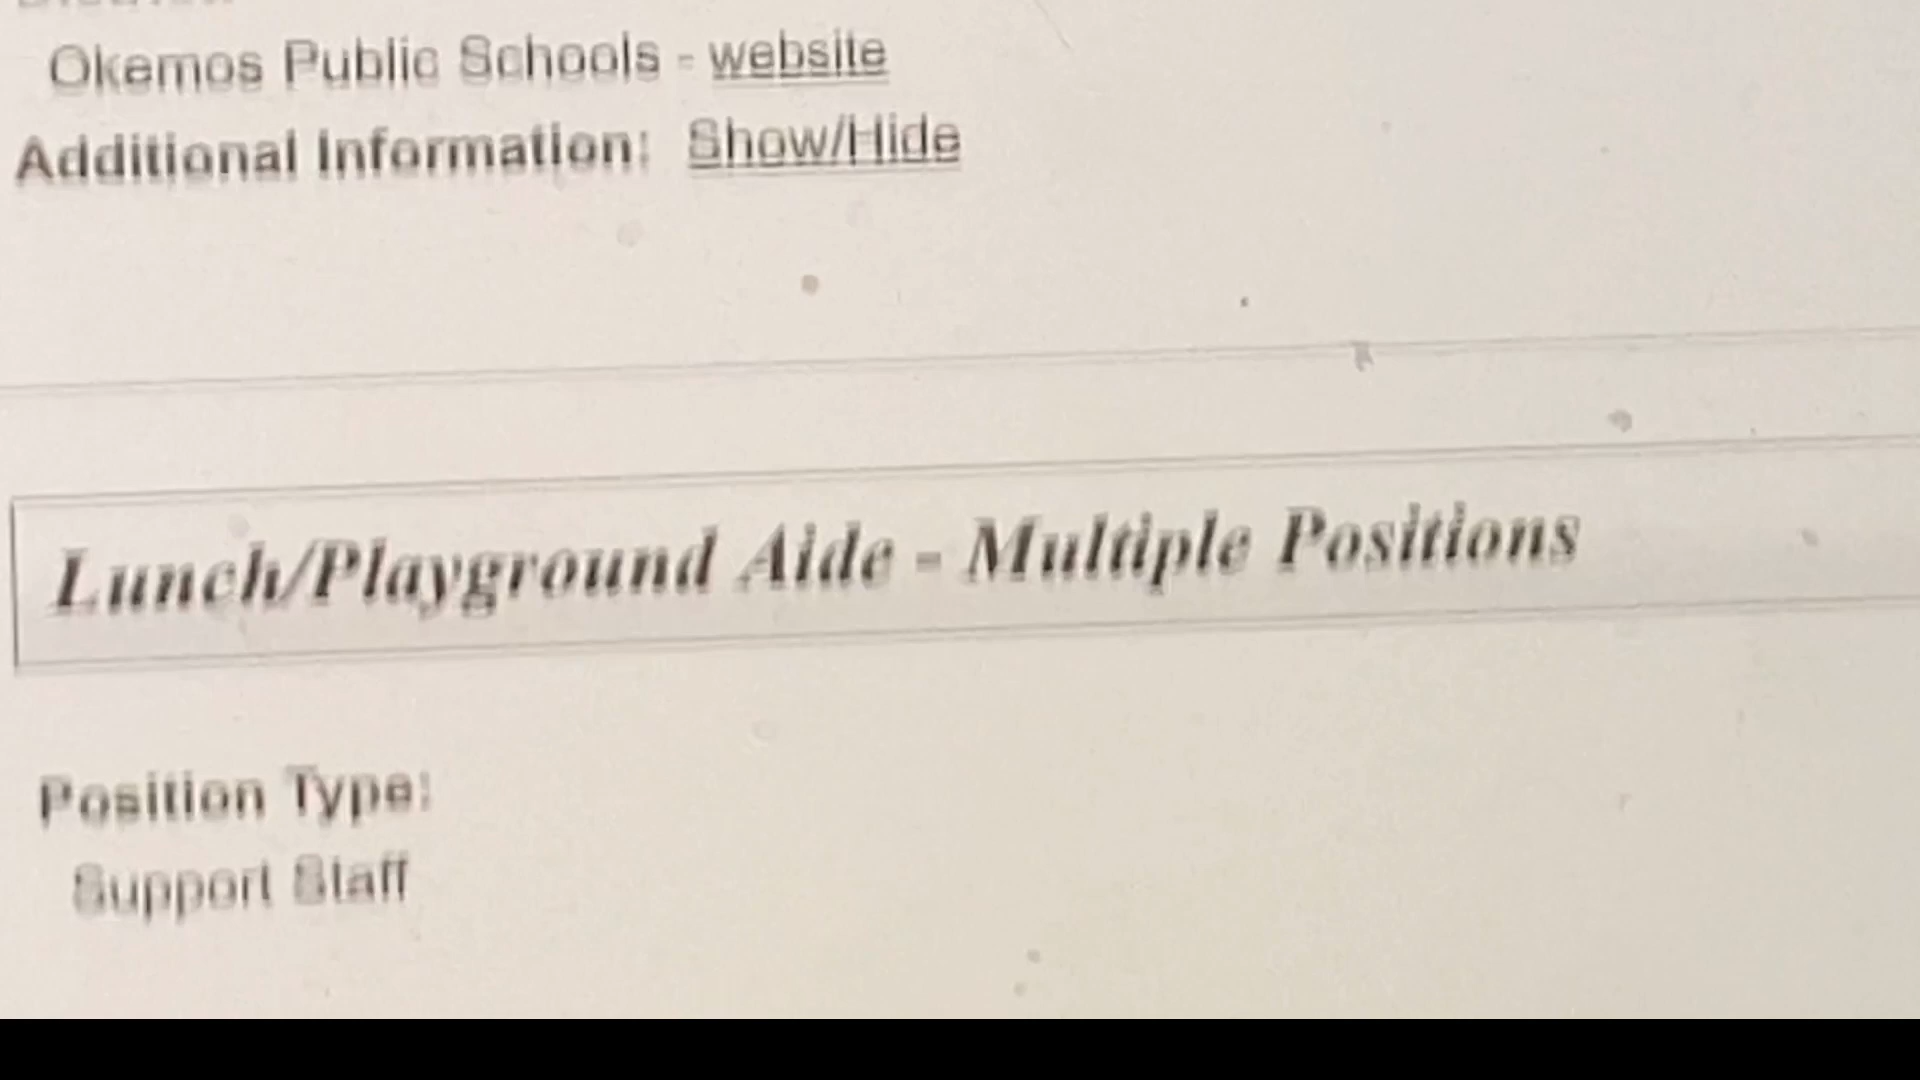 Okemos Public Schools - website
Additional Information: Show/Hide
Lunch/Playground Aide - Multiple Positions
Position Type:
Support Staff